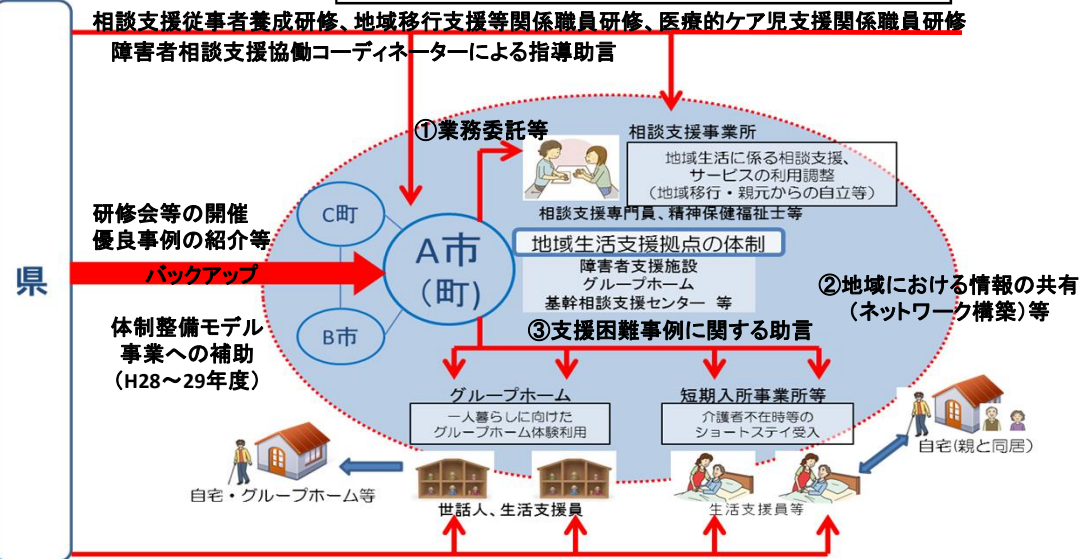 相談支援従事者養成研修、地域移行支援等関係職員研修、医療的ケア児支援関係職員研修
障害者相談支援協働コーディネーターによる指導助言
①業務委託等
相談支援事業所
地域生活に係る相談支援、
サービスの利用調整
(地域移行・親元からの自立等)
相談支援専門員、精神保健福祉士等
C町
A市
(町)
B市
研修会等の開催
優良事例の紹介等
県
バックアップ
体制整備モデル
事業への補助
(H28~29年度)
地域生活支援拠点の体制
障害者支援施設
グループホーム
基幹相談支援センター 等
②地域における情報の共有
(ネットワーク構築)等
③支援困難事例に関する助言
グループホーム
一人暮らしに向けた
グループホーム体験利用
短期入所事業所等
介護者不在時等の
ショートステイ受入
自宅(親と同居)
自宅・グループホーム等
世話人、生活支援員
生活支援員等